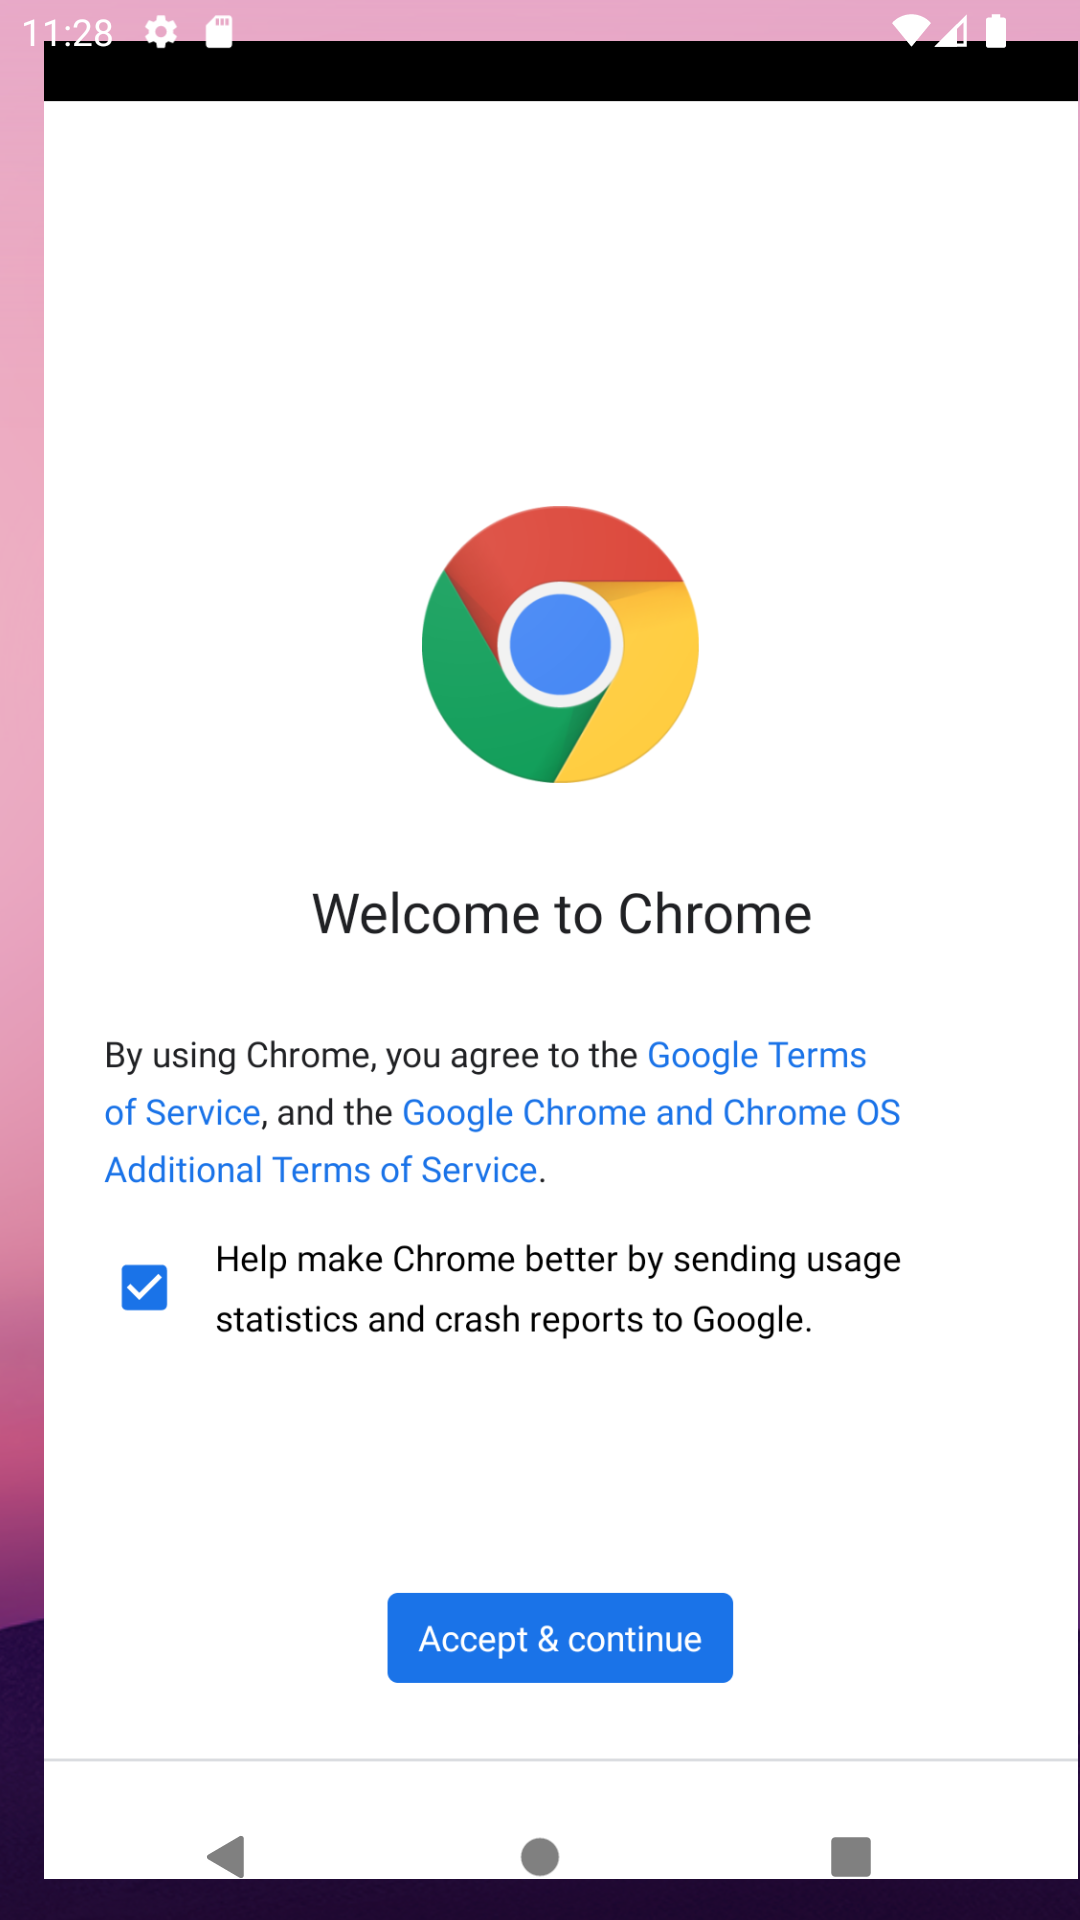 11:28
Welcome to Chrome
By using Chrome, you agree to the Google Terms
of Service, and the Google Chrome and Chrome OS
Additional Terms of Service.
Help make Chrome better by sending usage
statistics and crash reports to Google.
Accept & continue